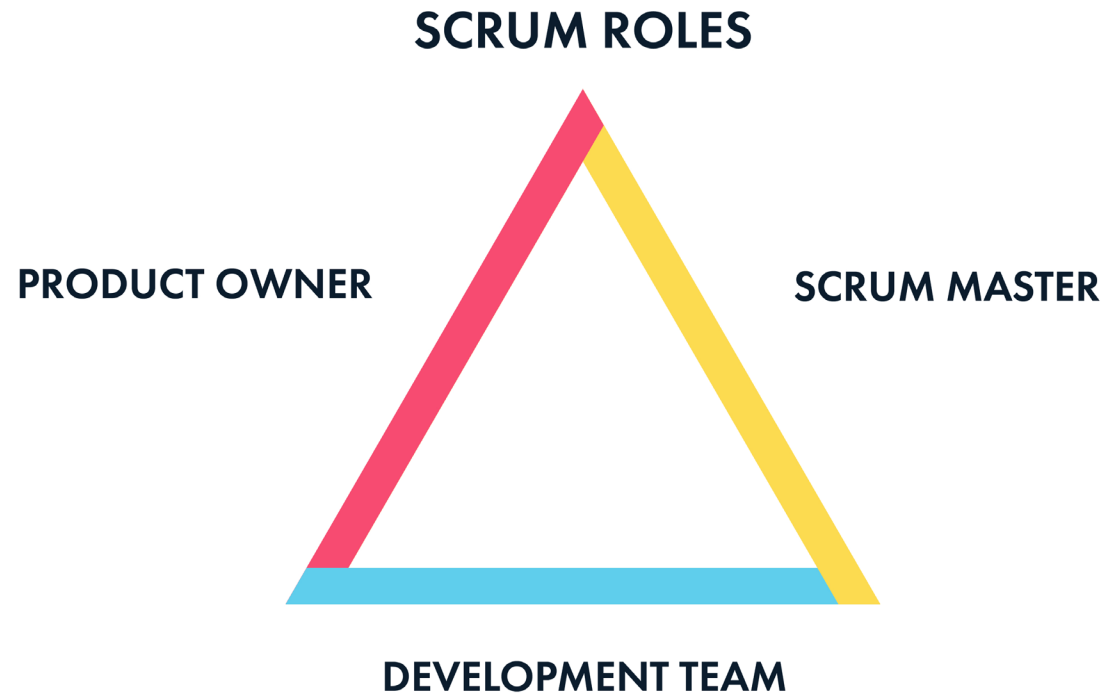 SCRUM ROLES
PRODUCT OWNER
SCRUM MASTER
DEVELOPMENT TEAM